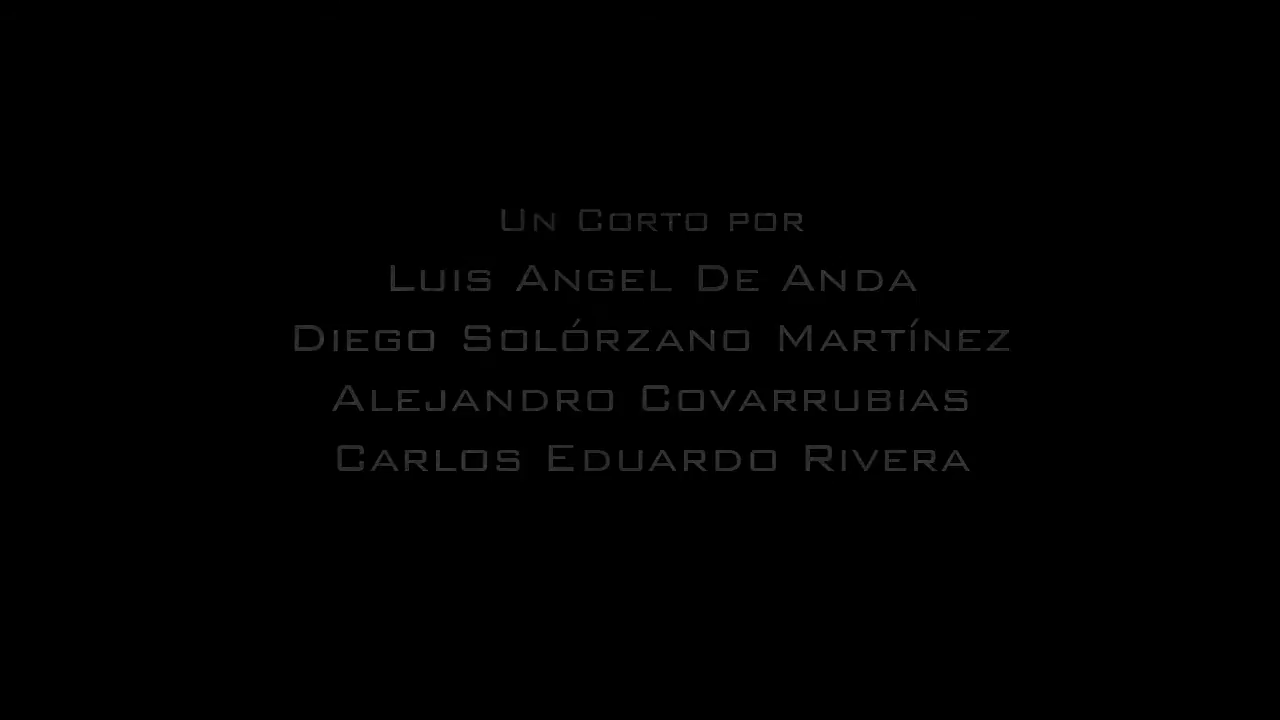 Un Corto por
Luis Angel De Anda
Diego Solórzano Martínez
Alejandro Covarrubias
Carlos Eduardo Rivera